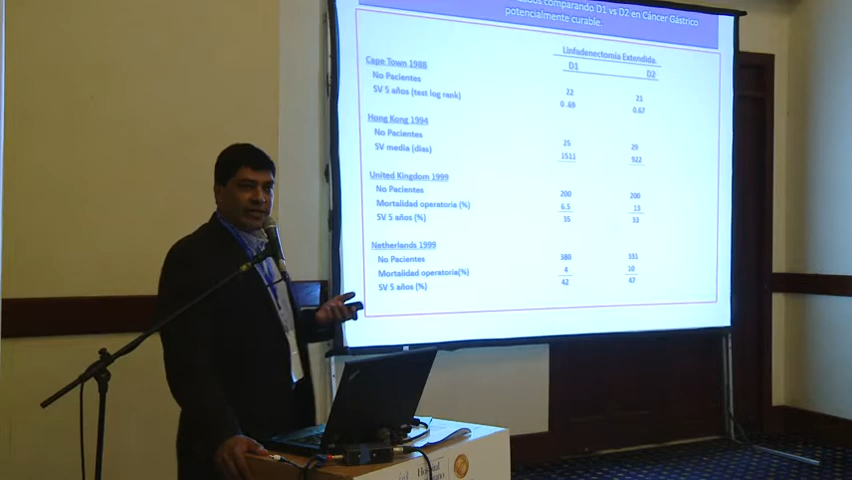 ados comparando D1 vs D2 en Cáncer Gástrico
potencialmente curable.
Linfadenectomía Extendida.
D1 D2
Cape Town 1988
No Pacientes 22 21
SV 5 años (test log rank) 0.69 0.67
Hong Kong 1994
No Pacientes 25 29
SV media (días) 1511 922
United Kingdom 1999
No Pacientes 200 200
Mortalidad operatoria (%) 6.5 13
SV 5 años (%) 35 33
Netherlands 1999
No Pacientes 380 331
Mortalidad operatoria(%) 4 10
SV 5 años (%) 42 47
Hospital